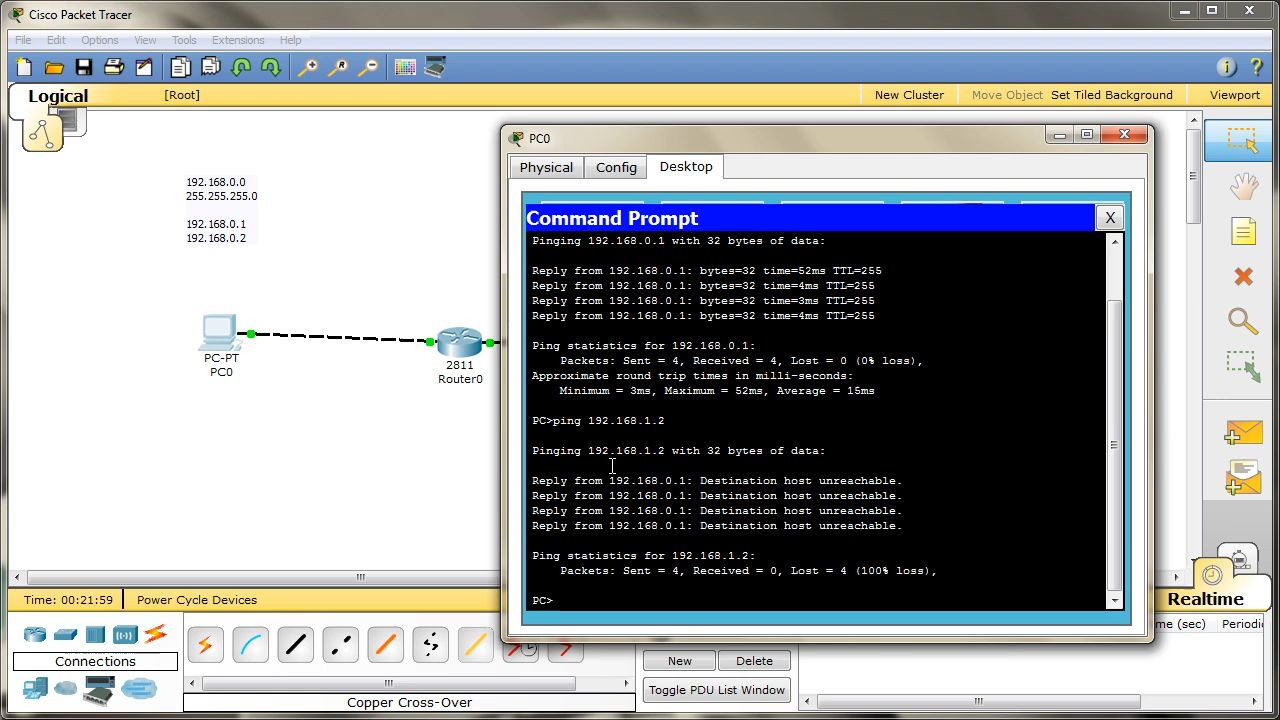 Cisco Packet Tracer
File Edit Options View Tools Extensions Help
Logical
[Root]
New Cluster
Move Object
Set Tiled Background
Viewport
192.168.0.0
255.255.255.0
192.168.0.1
192.168.0.2
PC-PT
PC0
2811
Router0
PC0
Physical Config Desktop
Command Prompt
X
Pinging 192.168.0.1 with 32 bytes of data:
Reply from 192.168.0.1: bytes=32 time=52ms TTL=255
Reply from 192.168.0.1: bytes=32 time=4ms TTL=255
Reply from 192.168.0.1: bytes=32 time=3ms TTL=255
Reply from 192.168.0.1: bytes=32 time=4ms TTL=255
Ping statistics for 192.168.0.1:
Packets: Sent = 4, Received = 4, Lost = 0 (0% loss),
Approximate round trip times in milli-seconds:
Minimum = 3ms, Maximum = 52ms, Average = 15ms
PC>ping 192.168.1.2
Pinging 192.168.1.2 with 32 bytes of data:
Reply from 192.168.0.1: Destination host unreachable.
Reply from 192.168.0.1: Destination host unreachable.
Reply from 192.168.0.1: Destination host unreachable.
Reply from 192.168.0.1: Destination host unreachable.
Ping statistics for 192.168.1.2:
Packets: Sent = 4, Received = 0, Lost = 4 (100% loss),
PC>
Time: 00:21:59
Power Cycle Devices
Realtime
Connections
Copper Cross-Over
New
Delete
Toggle PDU List Window
me (sec)
Periodi